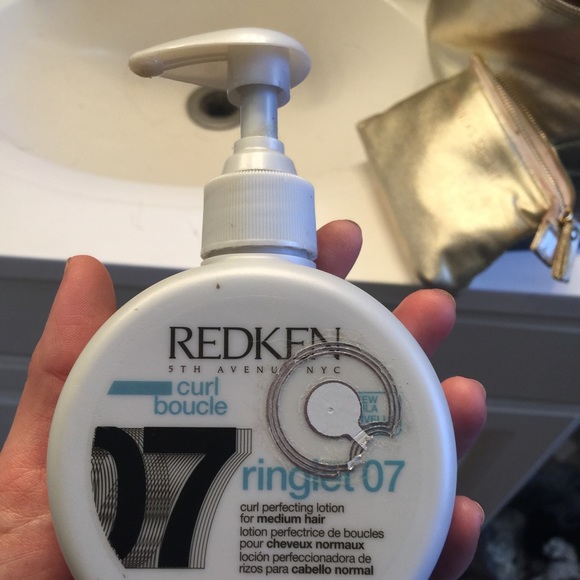 REDKEN
5TH AVENUE NYC
curl
boucle
07
ringlet 07
curl perfecting lotion
for medium hair
lotion perfectrice de boucles
pour cheveux normaux
loción perfeccionadora de
rizos para cabello normal